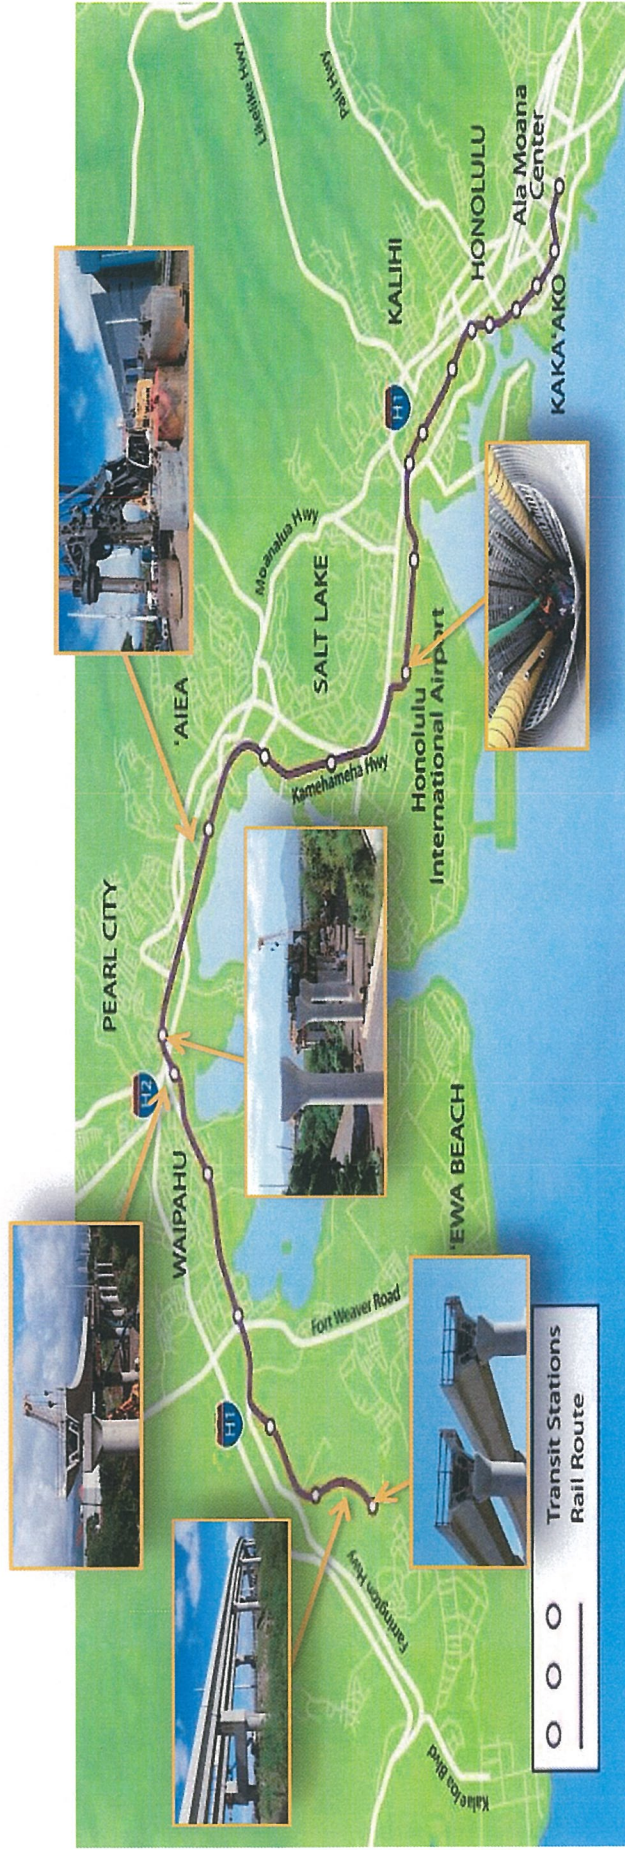 Likelike Hwy.
Pali Hwy
HONOLULU
Ala Moana
Center
KALIHI
KAKA'AKO
H1
Moanalua Hwy
SALT LAKE
'AIEA
Kamehameha Hwy
Honolulu
International Airport
PEARL CITY
H2
WAIPAHU
'EWA BEACH
Fort Weaver Road
H1
Farrington Hwy
Kalaeloa Blvd
Transit Stations
Rail Route